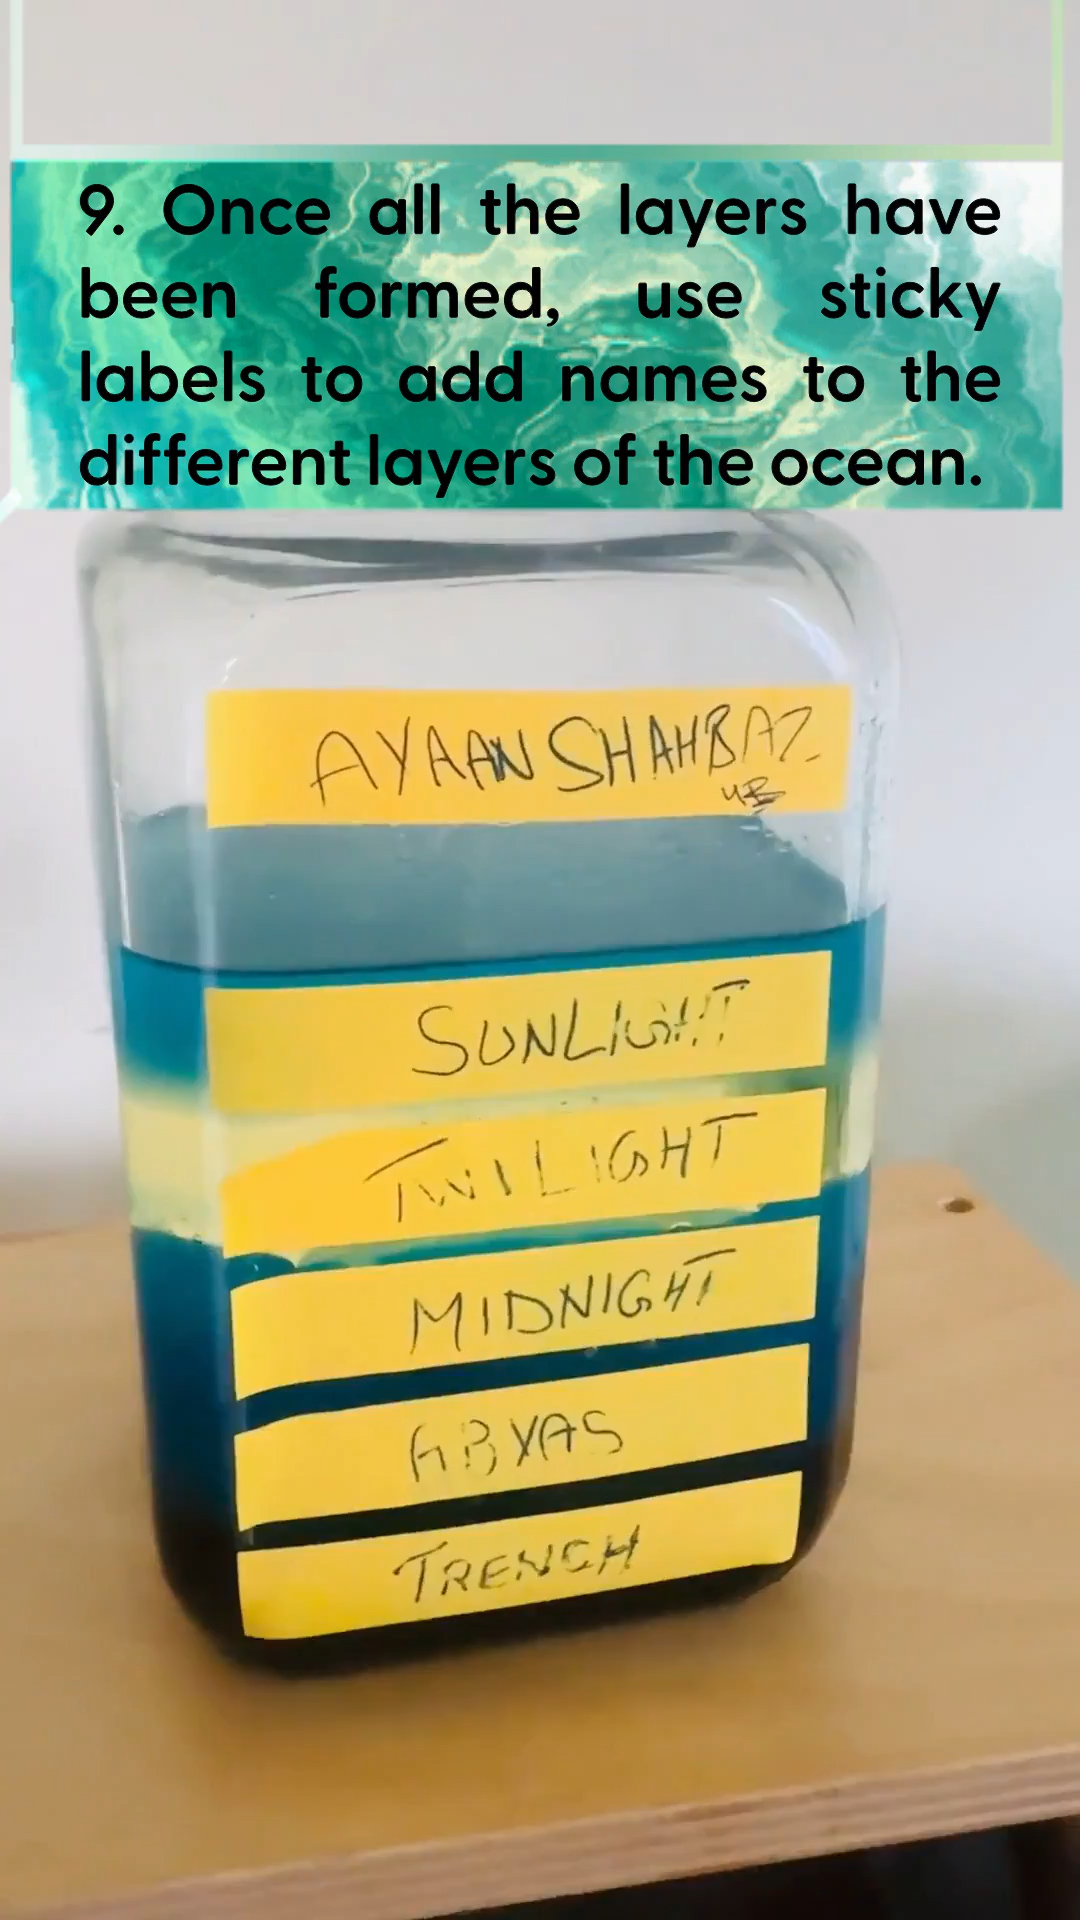 9. Once all the layers have
been formed, use sticky
labels to add names to the
different layers of the ocean.
AYAAN SHAHBAZ
4B
SUNLIGHT
TWILIGHT
MIDNIGHT
ABYAS
TRENCH